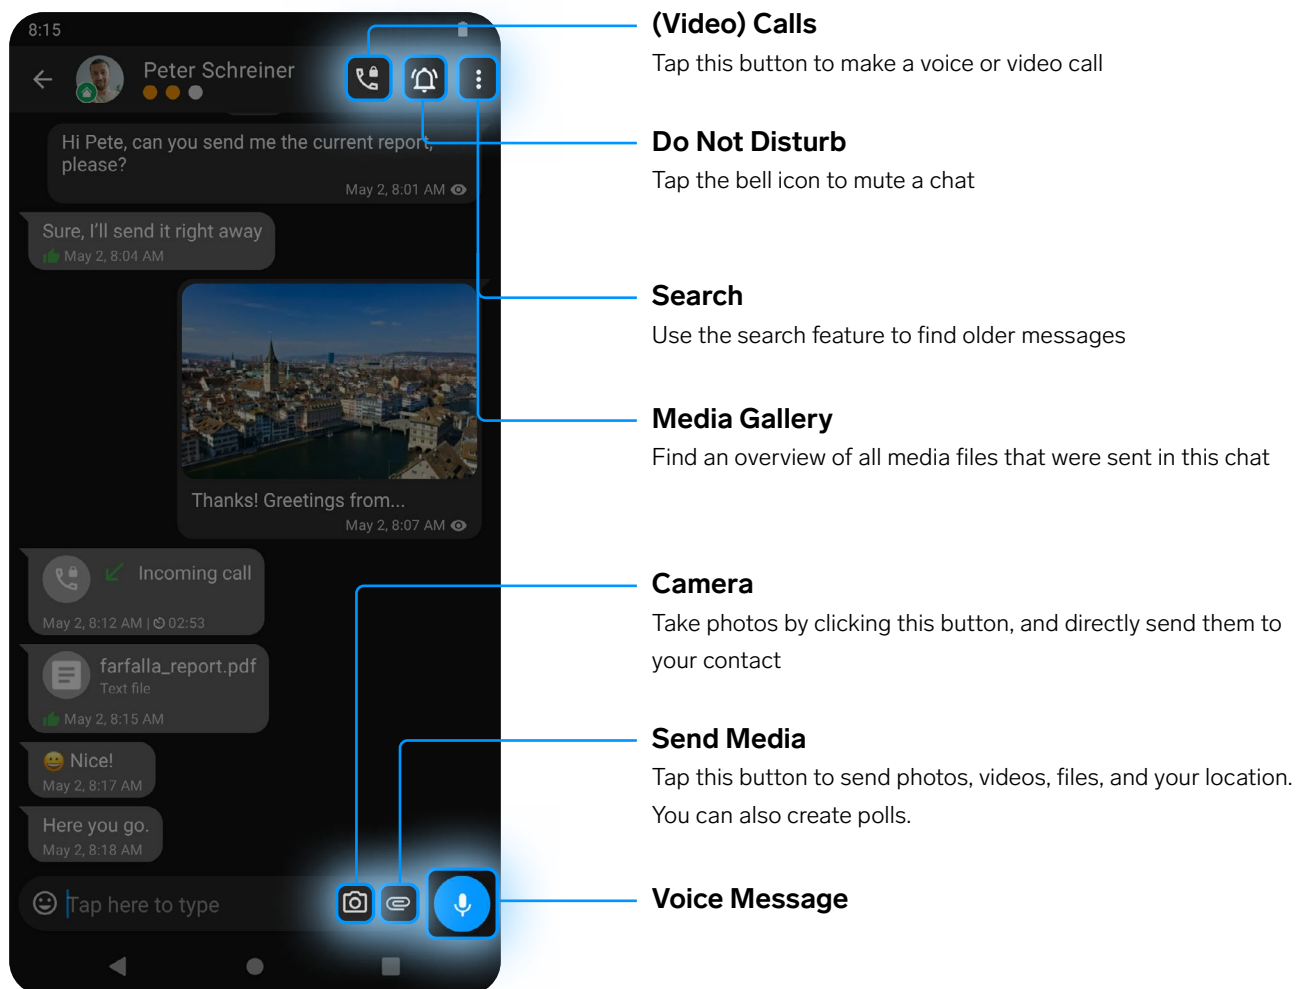 8:15
Peter Schreiner
Hi Pete, can you send me the current report,
please?
May 2, 8:01 AM
Sure, I'll send it right away
May 2, 8:04 AM
Thanks! Greetings from...
May 2, 8:07 AM
Incoming call
May 2, 8:12 AM | 02:53
farfalla_report.pdf
Text file
May 2, 8:15 AM
😀 Nice!
May 2, 8:17 AM
Here you go.
May 2, 8:18 AM
Tap here to type
(Video) Calls
Tap this button to make a voice or video call
Do Not Disturb
Tap the bell icon to mute a chat
Search
Use the search feature to find older messages
Media Gallery
Find an overview of all media files that were sent in this chat
Camera
Take photos by clicking this button, and directly send them to
your contact
Send Media
Tap this button to send photos, videos, files, and your location.
You can also create polls.
Voice Message